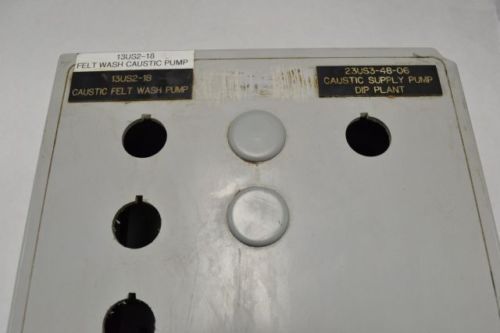 13US2-18
FELT WASH CAUSTIC PUMP
13US2-18
CAUSTIC FELT WASH PUMP
23US3-48-06
CAUSTIC SUPPLY PUMP
DIP PLANT